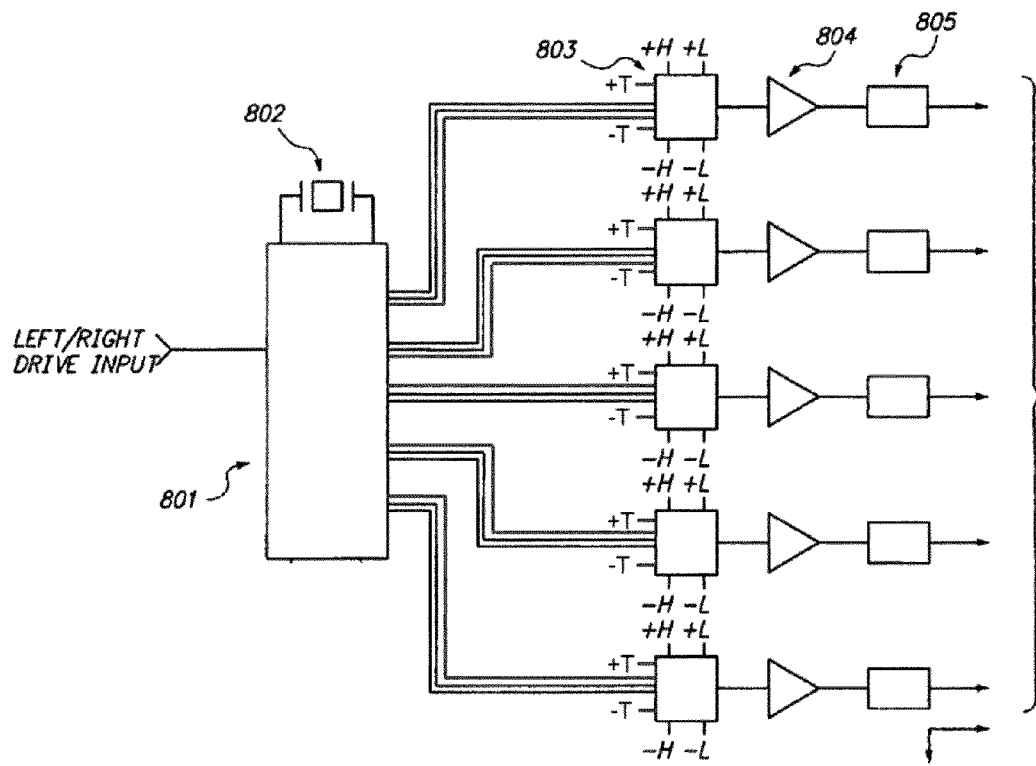 803
+H +L
804
805
+T
-T
-H -L
802
+H +L
+T
-T
-H -L
LEFT/RIGHT
DRIVE INPUT
+H +L
+T
-T
-H -L
801
+H +L
+T
-T
-H -L
+H +L
+T
-T
-H -L